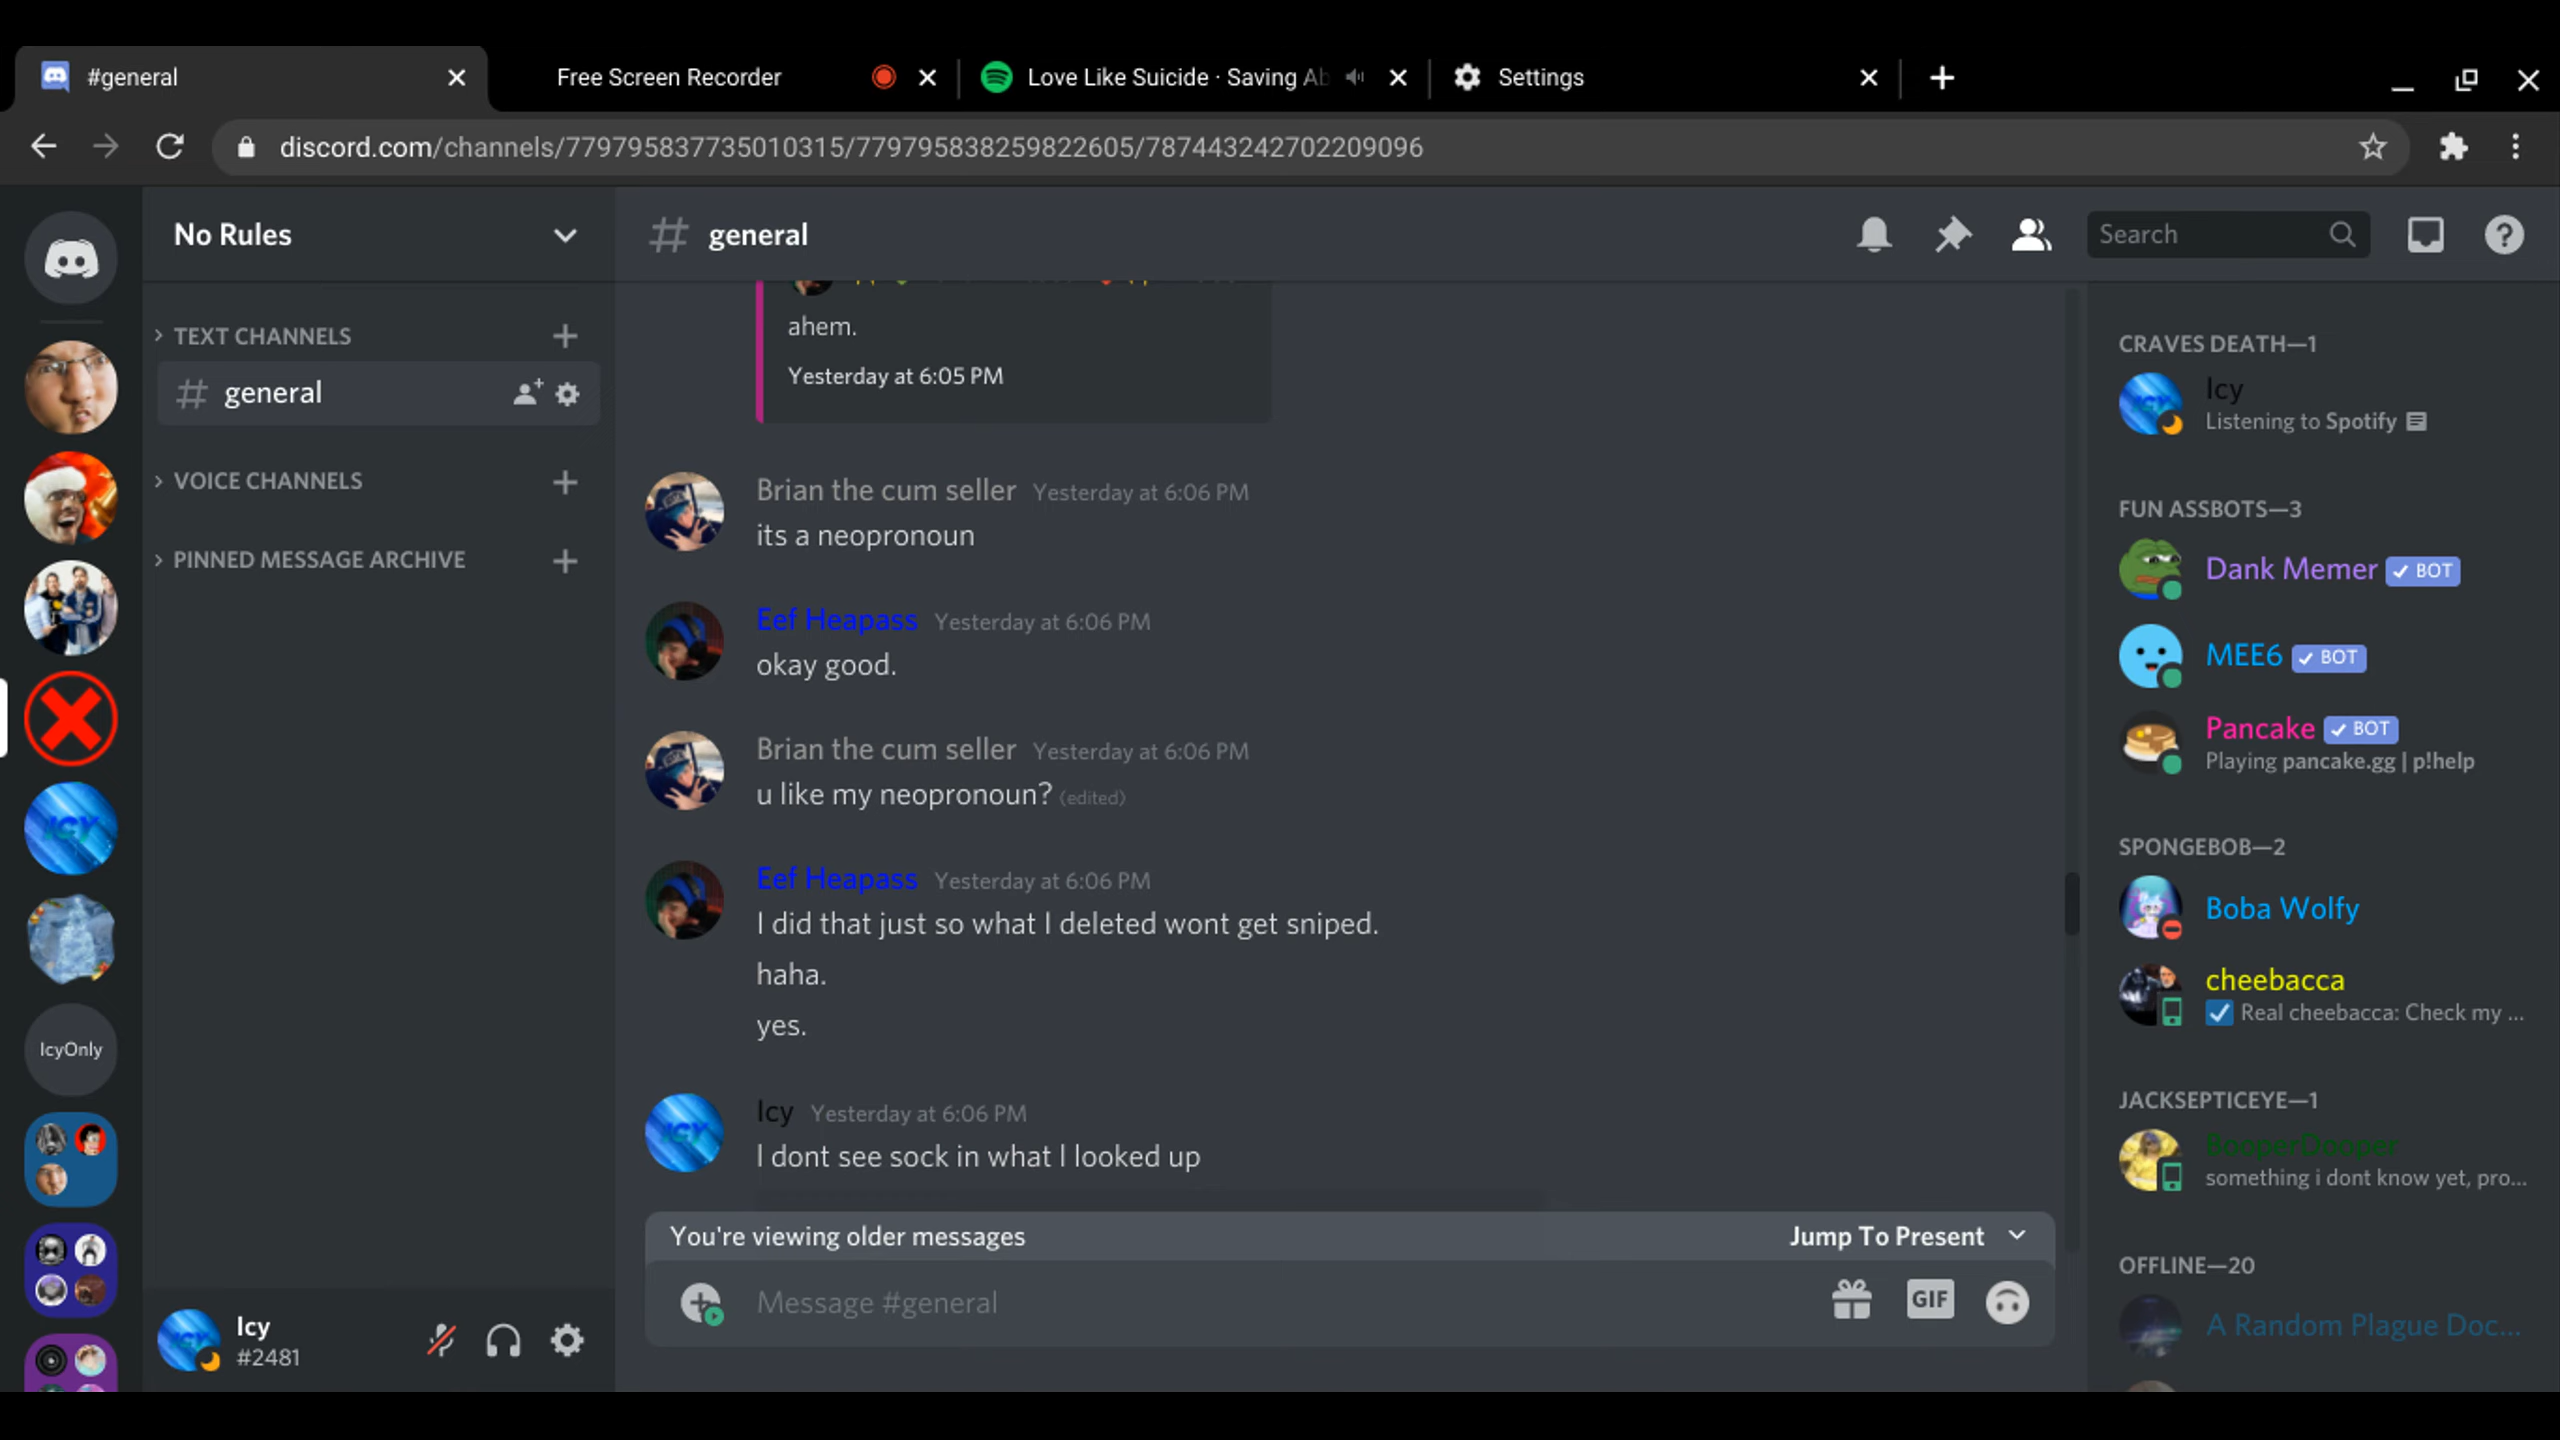 #general
Free Screen Recorder
Love Like Suicide · Saving Ab
Settings
discord.com/channels/779795837735010315/779795838259822605/787443242702209096
No Rules
general
Search
TEXT CHANNELS
general
VOICE CHANNELS
PINNED MESSAGE ARCHIVE
ahem.
Yesterday at 6:05 PM
Brian the cum seller Yesterday at 6:06 PM
its a neopronoun
Eef Heapass Yesterday at 6:06 PM
okay good.
Brian the cum seller Yesterday at 6:06 PM
u like my neopronoun? (edited)
Eef Heapass Yesterday at 6:06 PM
I did that just so what I deleted wont get sniped.
haha.
yes.
Icy Yesterday at 6:06 PM
I dont see sock in what I looked up
You're viewing older messages
Jump To Present
Message #general
GIF
CRAVES DEATH—1
Icy
Listening to Spotify
FUN ASSBOTS—3
Dank Memer BOT
MEE6 BOT
Pancake BOT
Playing pancake.gg | p!help
SPONGEBOB—2
Boba Wolfy
cheebacca
Real cheebacca: Check my ...
JACKSEPTICEYE—1
BooperDooper
something i dont know yet, pro...
OFFLINE—20
A Random Plague Doc...
ICY
IcyOnly
Icy
#2481